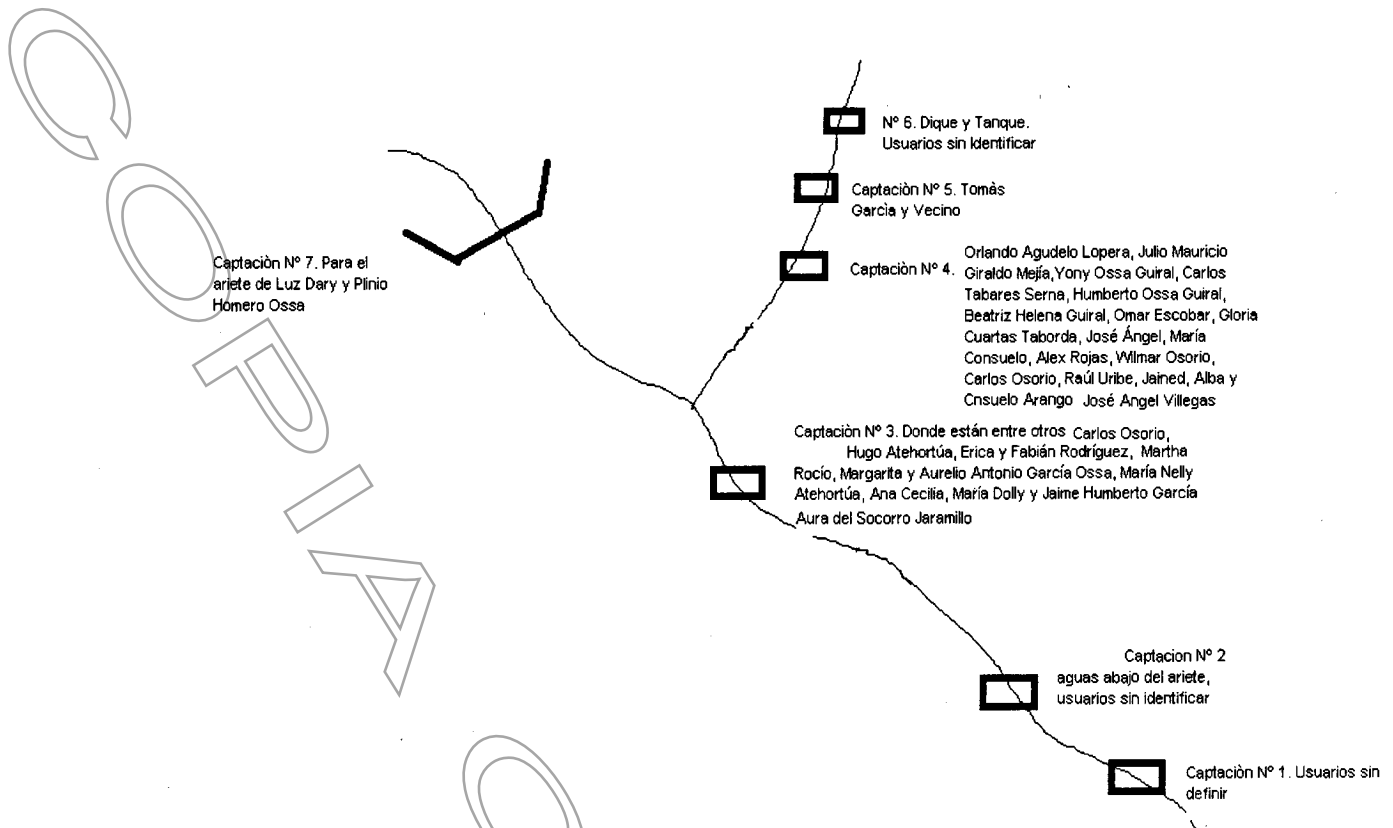 Nº 6. Dique y Tanque.
Usuarios sin Identificar
Captaciòn Nº 5. Tomàs
Garcìa y Vecino
Captaciòn Nº 4.
Orlando Agudelo Lopera, Julio Mauricio
Giraldo Mejía,Yony Ossa Guiral, Carlos
Tabares Serna, Humberto Ossa Guiral,
Beatriz Helena Guiral, Omar Escobar, Gloria
Cuartas Taborda, José Ángel, María
Consuelo, Alex Rojas, Wilmar Osorio,
Carlos Osorio, Raúl Uribe, Jained, Alba y
Cnsuelo Arango José Angel Villegas
Captaciòn Nº 7. Para el
ariete de Luz Dary y Plinio
Homero Ossa
Captaciòn Nº 3. Donde están entre otros Carlos Osorio,
Hugo Atehortúa, Erica y Fabián Rodríguez, Martha
Rocío, Margarita y Aurelio Antonio García Ossa, María Nelly
Atehortúa, Ana Cecilia, María Dolly y Jaime Humberto García
Aura del Socorro Jaramillo
Captacion Nº 2
aguas abajo del ariete,
usuarios sin identificar
Captaciòn Nº 1. Usuarios sin
definir
COPIA CO